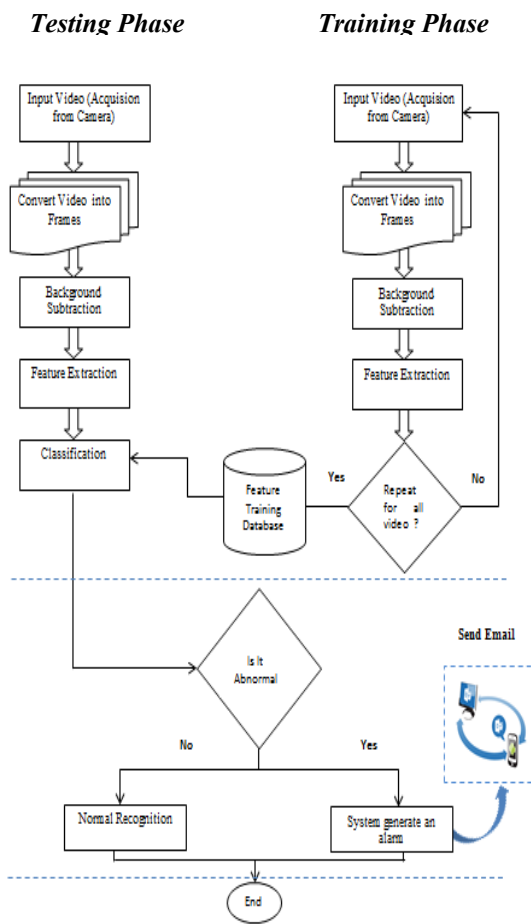 Testing Phase
Training Phase
Input Video (Acquision
from Camera)
Convert Video into
Frames
Background
Subtraction
Feature Extraction
Classification
Input Video (Acquision
from Camera)
Convert Video into
Frames
Background
Subtraction
Feature Extraction
Repeat
for all
video ?
Yes
No
Feature
Training
Database
Is It
Abnormal
No
Yes
Normal Recognition
System generate an
alarm
Send Email
End